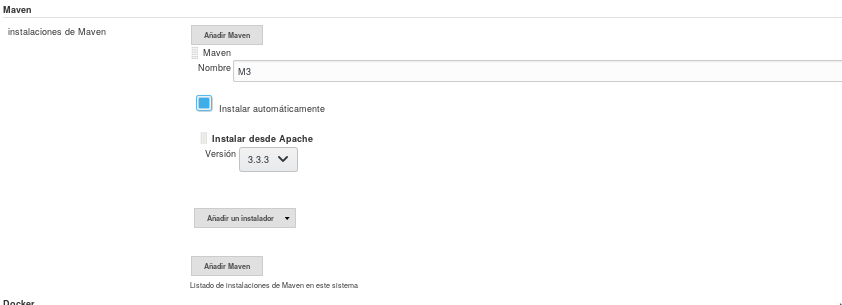 Maven
instalaciones de Maven
Añadir Maven
Maven
Nombre M3
Instalar automáticamente
Instalar desde Apache
Versión 3.3.3
Añadir un instalador
Añadir Maven
Listado de instalaciones de Maven en este sistema
Docker